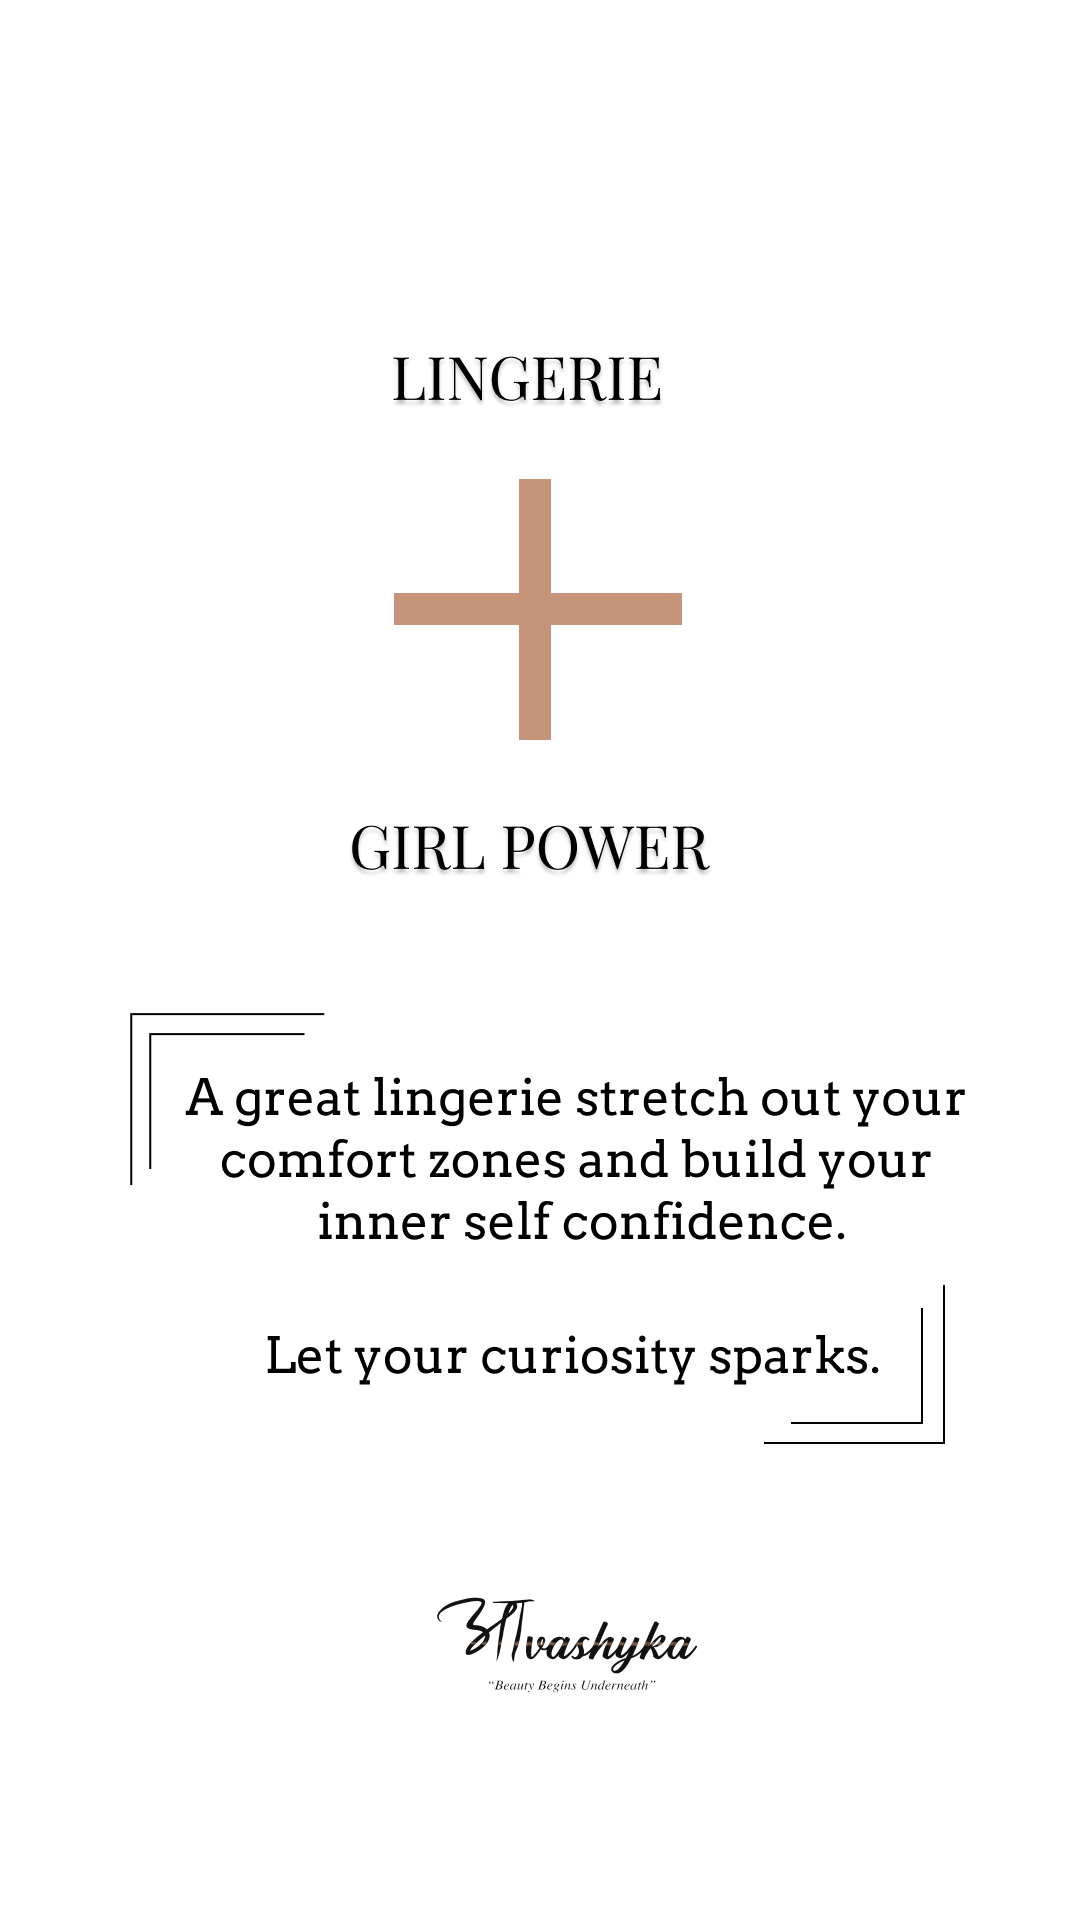 LINGERIE
GIRL POWER
A great lingerie stretch out your
comfort zones and build your
inner self confidence.
Let your curiosity sparks.
आvashyka
“Beauty Begins Underneath”